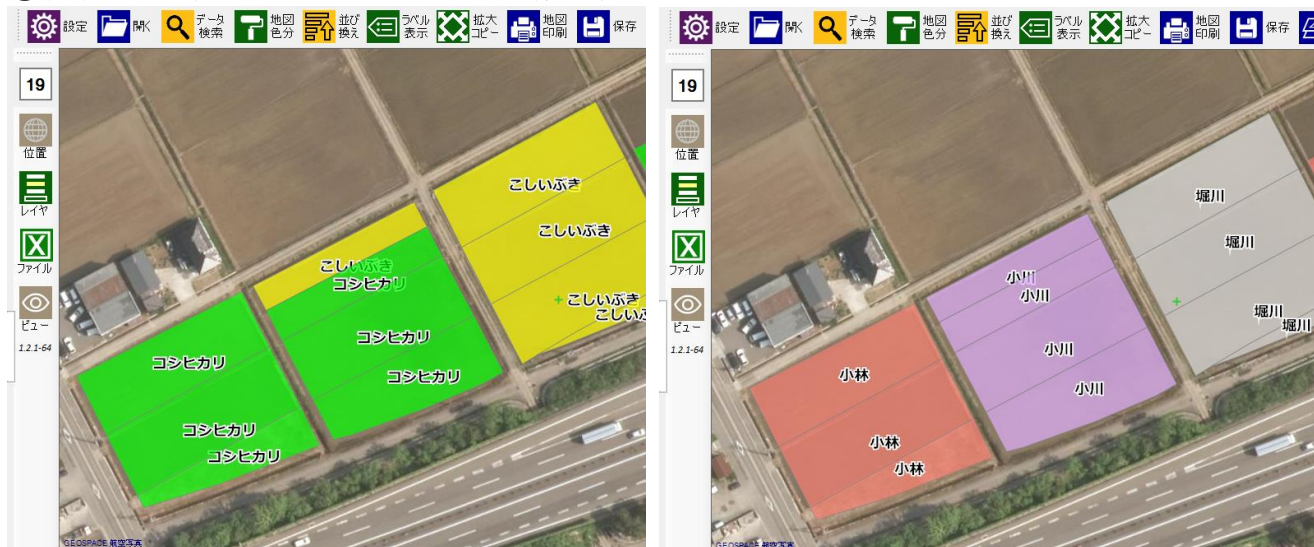 設定
開く
データ
検索
地図
色分
並び
換え
ラベル
表示
拡大
コピー
地図
印刷
保存
19
位置
レイヤ
ファイル
ビュー
1.2.1-64
こしいぶき
こしいぶき
こしいぶき
コシヒカリ
こしいぶき
こしいぶ
コシヒカリ
コシヒカリ
コシヒカリ
コシヒカリ
コシヒカリ
GEOSPACE 航空写真
設定
開く
データ
検索
地図
色分
並び
換え
ラベル
表示
拡大
コピー
地図
印刷
保存
19
位置
レイヤ
ファイル
ビュー
1.2.1-64
堀川
堀川
小川
小川
堀川
堀川
小川
小林
小川
小林
小林
GEOSPACE 航空写真